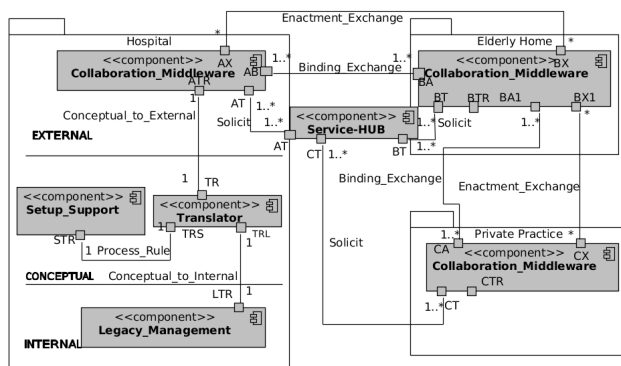 Enactment_Exchange
Hospital
*
*
Elderly Home
<<component>>
AX
AB
Collaboration_Middleware
ATR
1..*
Binding_Exchange
1..*
<<component>>
BX
Collaboration_Middleware
BA
1
AT
1..*
BT
BTR
BA1
BX1
Conceptual_to_External
Solicit
1..*
<<component>>
Service-HUB
1..*
Solicit
1..*
*
EXTERNAL
AT
CT
1..*
BT
1..*
Binding_Exchange
Enactment_Exchange
1
TR
<<component>>
Setup_Support
<<component>>
Translator
STR
1
Process_Rule
1
TRS
TRL
1
Solicit
Private Practice
1..*
*
CA
<<component>>
CX
Collaboration_Middleware
CTR
CONCEPTUAL
Conceptual_to_Internal
LTR
1
1..*
CT
<<component>>
Legacy_Management
INTERNAL